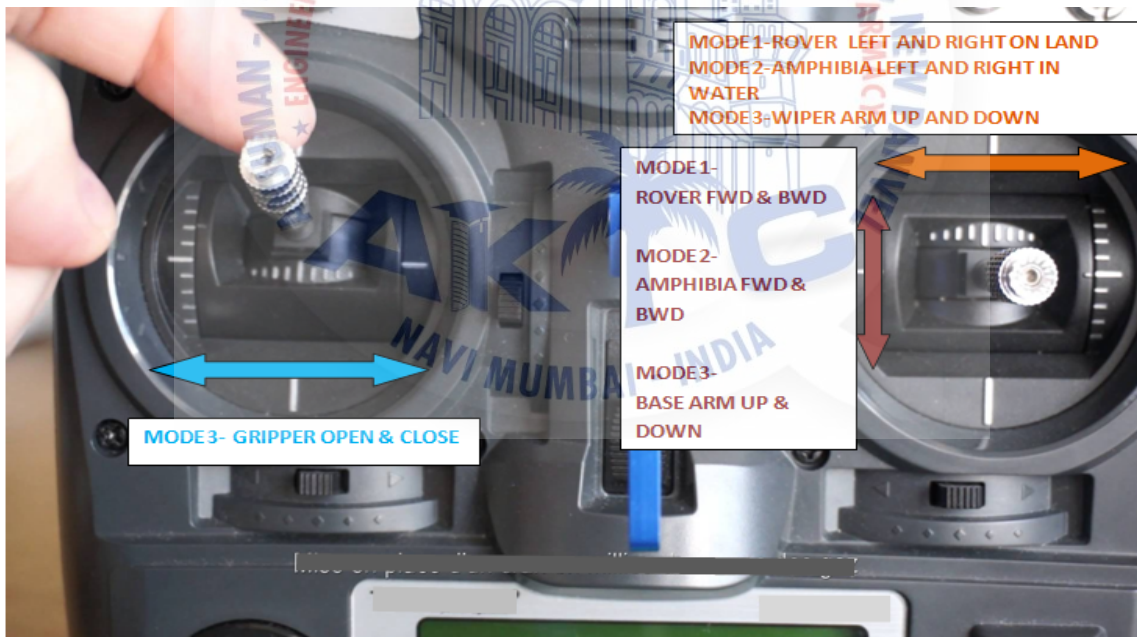 MODE1-ROVER LEFT AND RIGHT ON LAND
MODE2-AMPHIBIA LEFT AND RIGHT IN
WATER
MODE3-WIPER ARM UP AND DOWN
MODE1-
ROVER FWD & BWD
MODE2-
AMPHIBIA FWD &
BWD
MODE3-
BASE ARM UP &
DOWN
MODE3- GRIPPER OPEN & CLOSE
AKTC
NAVI MUMBAI - INDIA